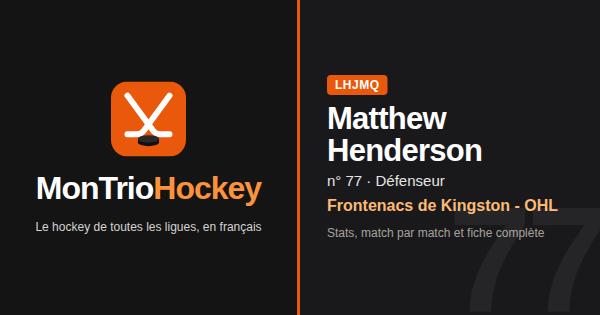 MonTrioHockey
Le hockey de toutes les ligues, en français
LHJMQ
Matthew
Henderson
n° 77 · Défenseur
Frontenacs de Kingston - OHL
Stats, match par match et fiche complète
77